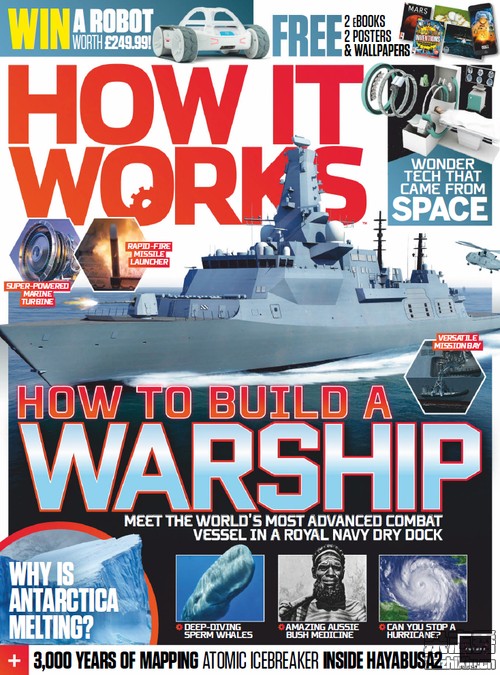 WIN A ROBOT
WORTH £249.99!
FREE
2 eBOOKS
2 POSTERS
& WALLPAPERS
MARS
INVENTIONS
HOW IT
WORKS
WONDER
TECH THAT
CAME FROM
SPACE
RAPID-FIRE
MISSILE
LAUNCHER
SUPER-POWERED
MARINE
TURBINE
VERSATILE
MISSION BAY
HOW TO BUILD A
WARSHIP
MEET THE WORLD'S MOST ADVANCED COMBAT
VESSEL IN A ROYAL NAVY DRY DOCK
WHY IS
ANTARCTICA
MELTING?
DEEP-DIVING
SPERM WHALES
AMAZING AUSSIE
BUSH MEDICINE
CAN YOU STOP A
HURRICANE?
FUTURE
+ 3,000 YEARS OF MAPPING ATOMIC ICEBREAKER INSIDE HAYABUSA2